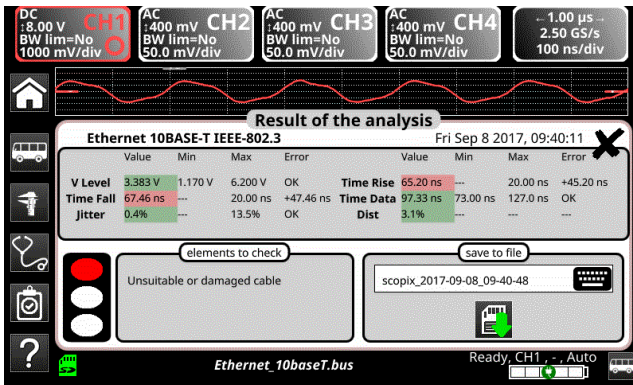 DC
↕8.00 V CH1
BW lim=No
1000 mV/div
AC
↕400 mV CH2
BW lim=No
50.0 mV/div
AC
↕400 mV CH3
BW lim=No
50.0 mV/div
AC
↕400 mV CH4
BW lim=No
50.0 mV/div
←1.00 µs→
2.50 GS/s
100 ns/div
Result of the analysis
Ethernet 10BASE-T IEEE-802.3 Fri Sep 8 2017, 09:40:11
Value Min Max Error Value Min Max Error
V Level 3.383 V 1.170 V 6.200 V OK Time Rise 65.20 ns --- 20.00 ns +45.20 ns
Time Fall 67.46 ns --- 20.00 ns +47.46 ns Time Data 97.33 ns 73.00 ns 127.0 ns OK
Jitter 0.4% --- 13.5% OK Dist 3.1% --- --- ---
elements to check save to file
Unsuitable or damaged cable scopix_2017-09-08_09-40-48
?
Ethernet_10baseT.bus
Ready, CH1 , - , Auto